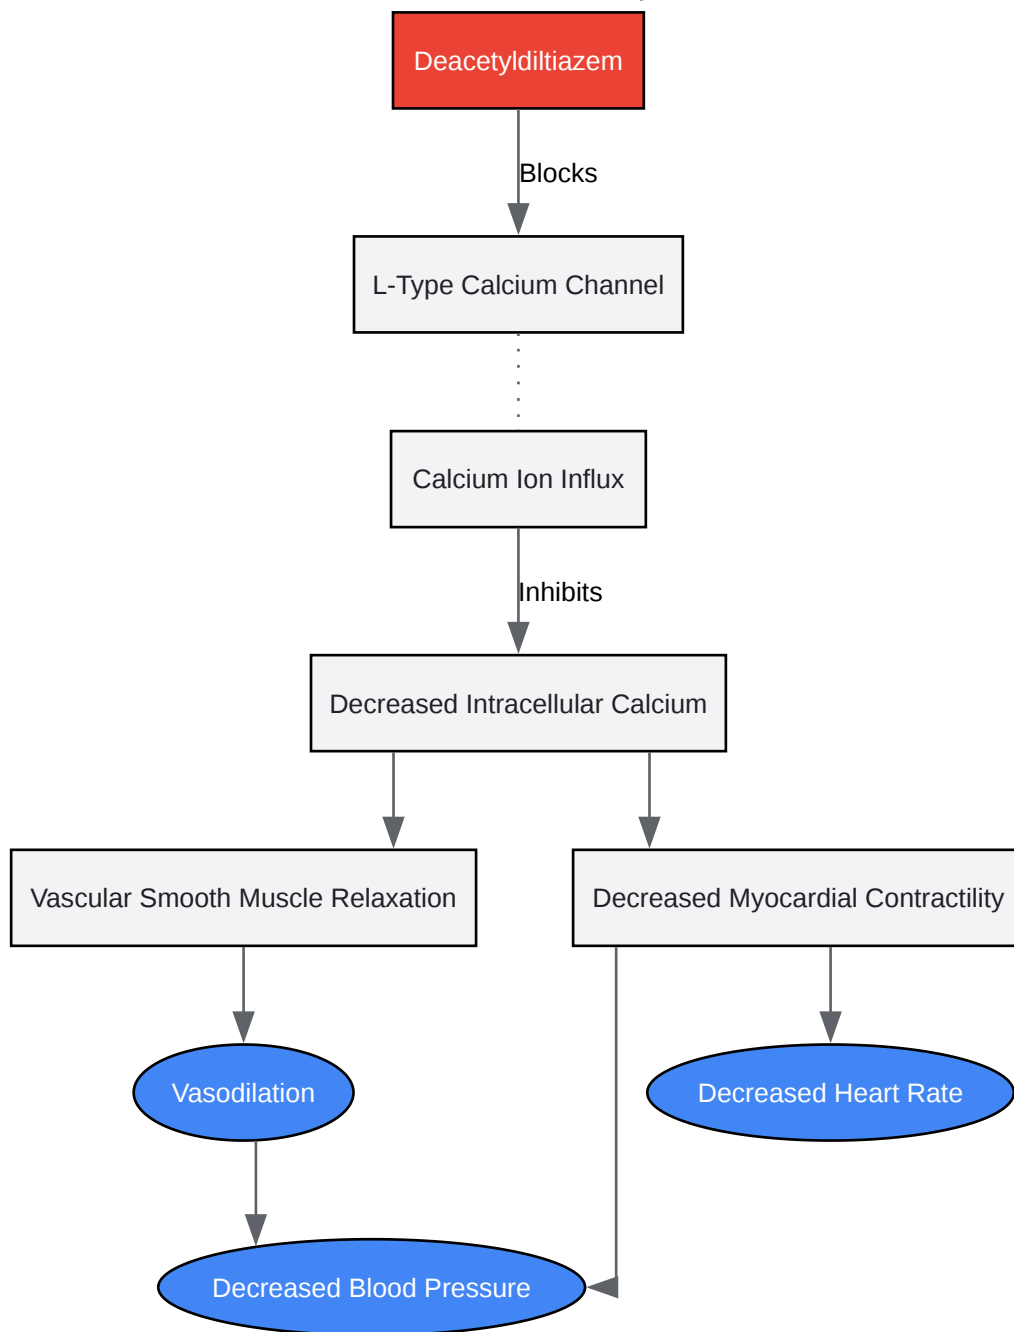 Deacetyldiltiazem
Blocks
L-Type Calcium Channel
Calcium Ion Influx
Inhibits
Decreased Intracellular Calcium
Vascular Smooth Muscle Relaxation
Decreased Myocardial Contractility
Vasodilation
Decreased Heart Rate
Decreased Blood Pressure